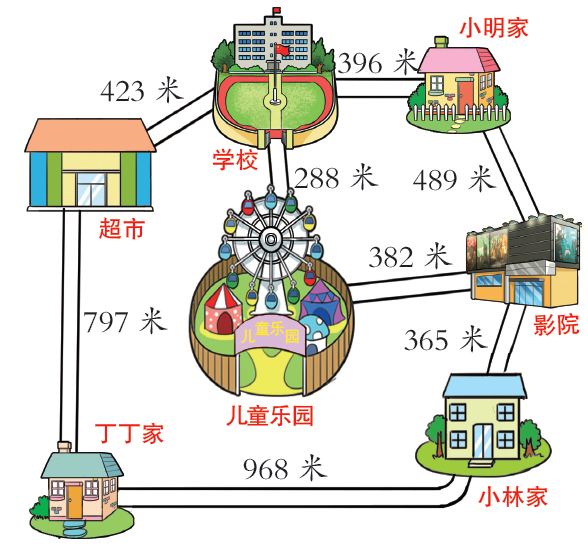 小明家
396 米
423 米
学校
288 米
489 米
超市
382 米
影院
797 米
365 米
儿童乐园
儿童乐园
丁丁家
968 米
小林家